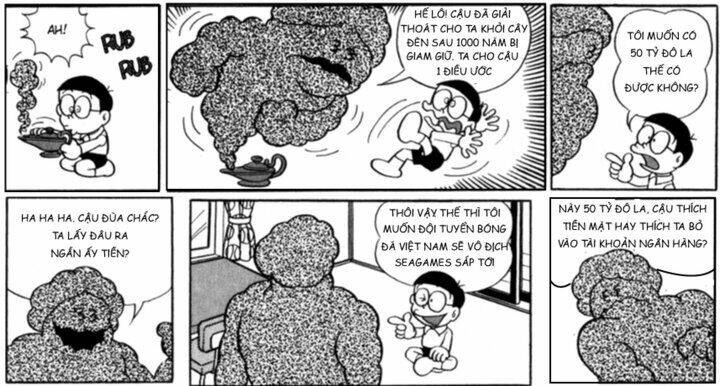 AH!
RUB
RUB
HẾ LÔ! CẬU ĐÃ GIẢI
THOÁT CHO TA KHỎI CÂY
ĐÈN SAU 1000 NĂM BỊ
GIAM GIỮ. TA CHO CẬU
1 ĐIỀU ƯỚC
TÔI MUỐN CÓ
50 TỶ ĐÔ LA
THẾ CÓ
ĐƯỢC KHÔNG?
HA HA HA. CẬU ĐÙA CHẮC?
TA LẤY ĐÂU RA
NGẦN ẤY TIỀN?
THÔI VẬY THẾ THÌ TÔI
MUỐN ĐỘI TUYỂN BÓNG
ĐÁ VIỆT NAM SẼ VÔ ĐỊCH
SEAGAMES SẮP TỚI
NÀY 50 TỶ ĐÔ LA, CẬU THÍCH
TIỀN MẶT HAY THÍCH TA BỎ
VÀO TÀI KHOẢN NGÂN HÀNG?